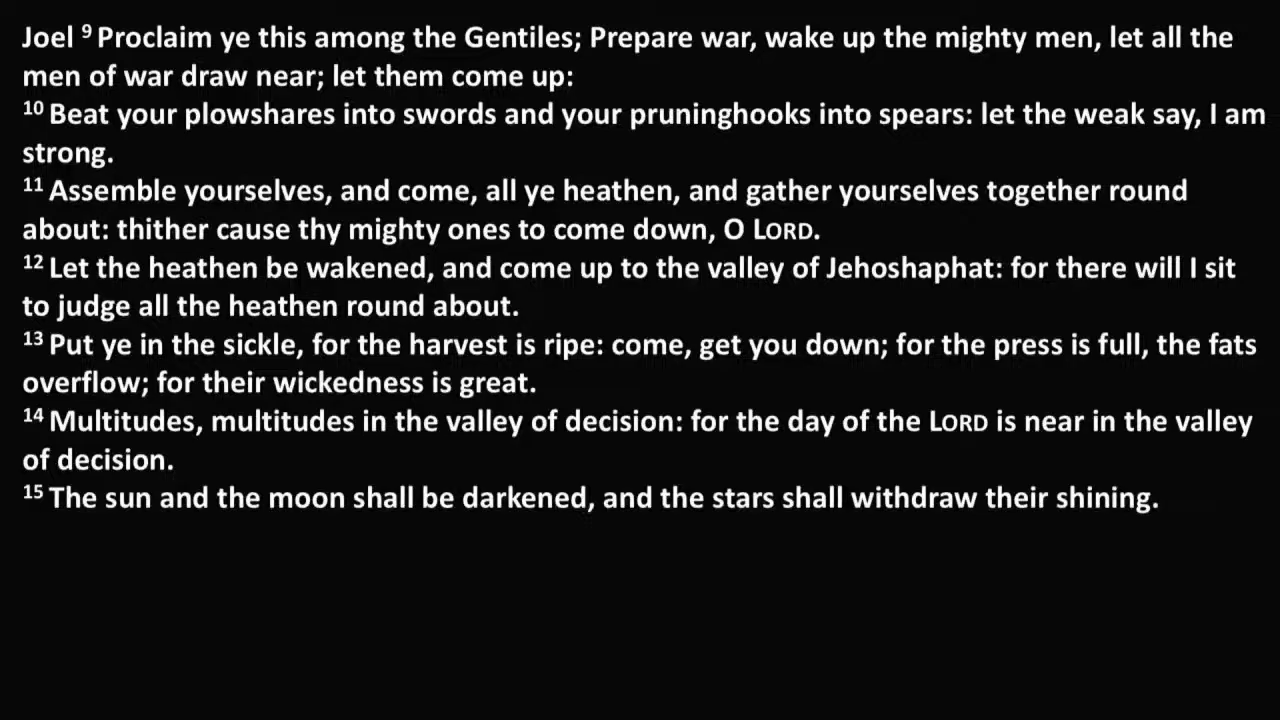 Joel ⁹ Proclaim ye this among the Gentiles; Prepare war, wake up the mighty men, let all the
men of war draw near; let them come up:
¹⁰ Beat your plowshares into swords and your pruninghooks into spears: let the weak say, I am
strong.
¹¹ Assemble yourselves, and come, all ye heathen, and gather yourselves together round
about: thither cause thy mighty ones to come down, O LORD.
¹² Let the heathen be wakened, and come up to the valley of Jehoshaphat: for there will I sit
to judge all the heathen round about.
¹³ Put ye in the sickle, for the harvest is ripe: come, get you down; for the press is full, the fats
overflow; for their wickedness is great.
¹⁴ Multitudes, multitudes in the valley of decision: for the day of the LORD is near in the valley
of decision.
¹⁵ The sun and the moon shall be darkened, and the stars shall withdraw their shining.